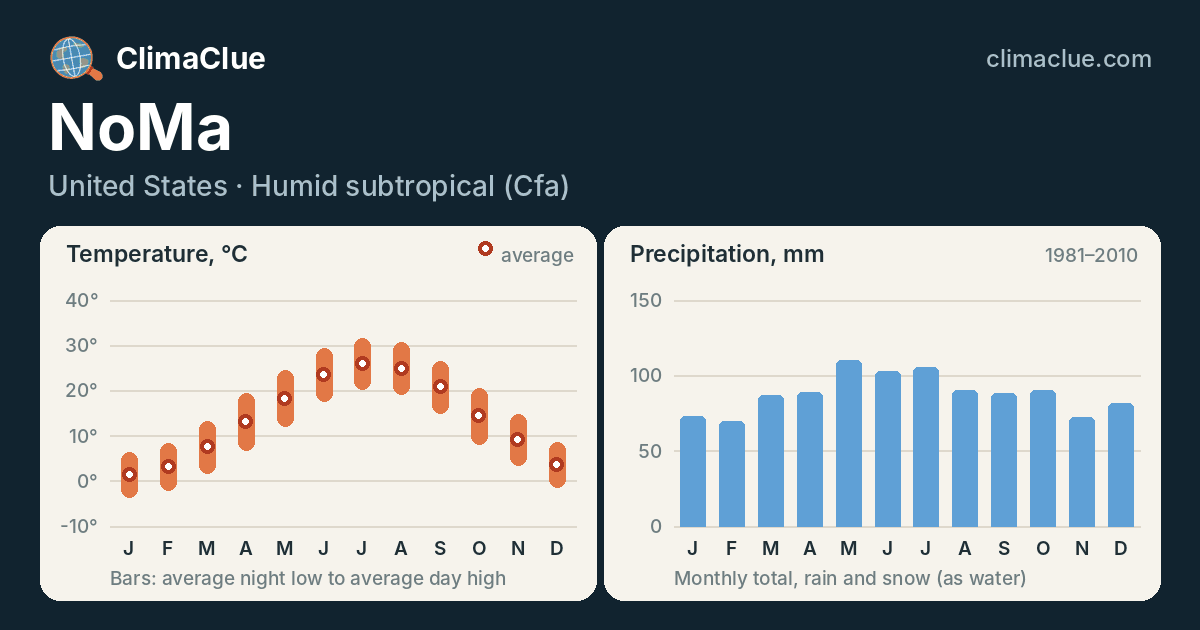 ClimaClue
climaclue.com
NoMa
United States · Humid subtropical (Cfa)
Temperature, °C
average
40°
30°
20°
10°
0°
-10°
J F M A M J J A S O N D
Bars: average night low to average day high
Precipitation, mm
1981–2010
150
100
50
0
J F M A M J J A S O N D
Monthly total, rain and snow (as water)